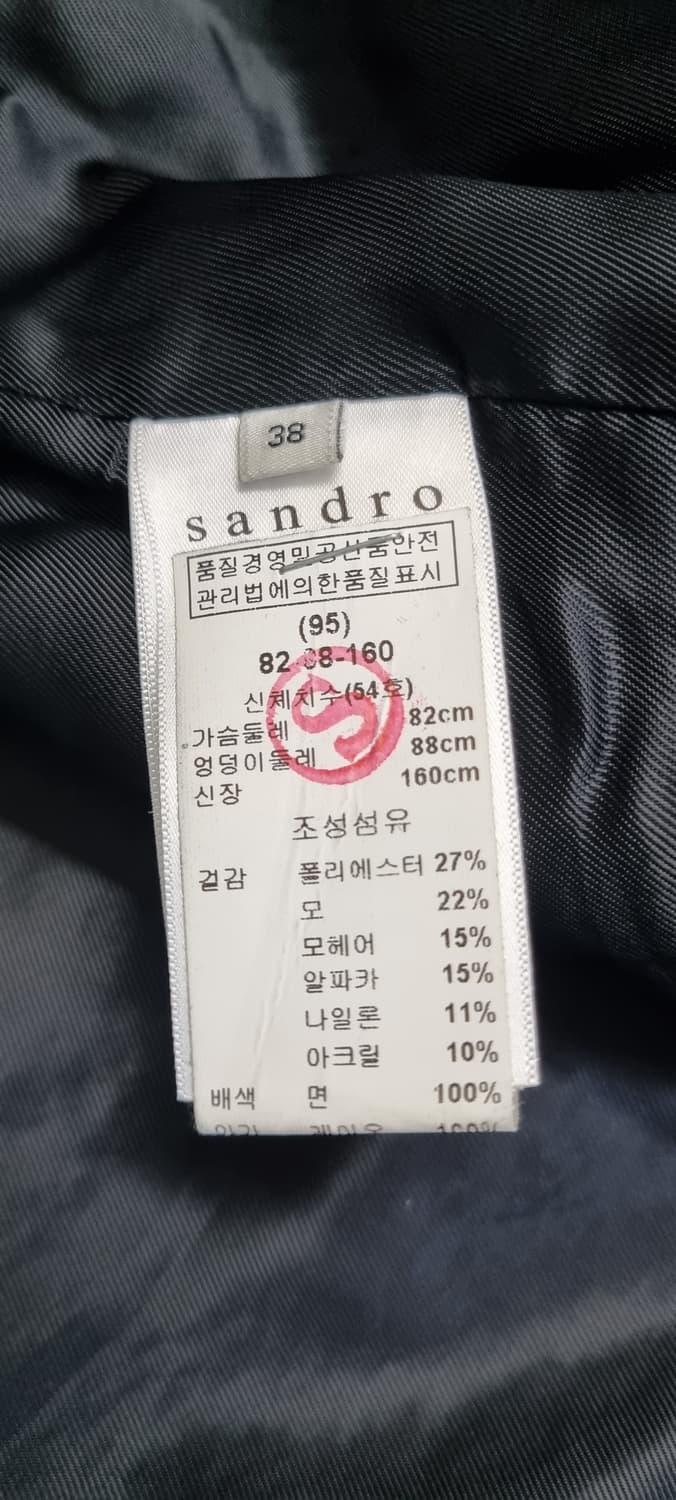 38
sandro
품질경영및공산품안전
관리법에의한품질표시
(95)
82-88-160
신체치수(54호)
가슴둘레 82cm
엉덩이둘레 88cm
신장 160cm
조성섬유
겉감 폴리에스터 27%
모 22%
모헤어 15%
알파카 15%
나일론 11%
아크릴 10%
배색 면 100%